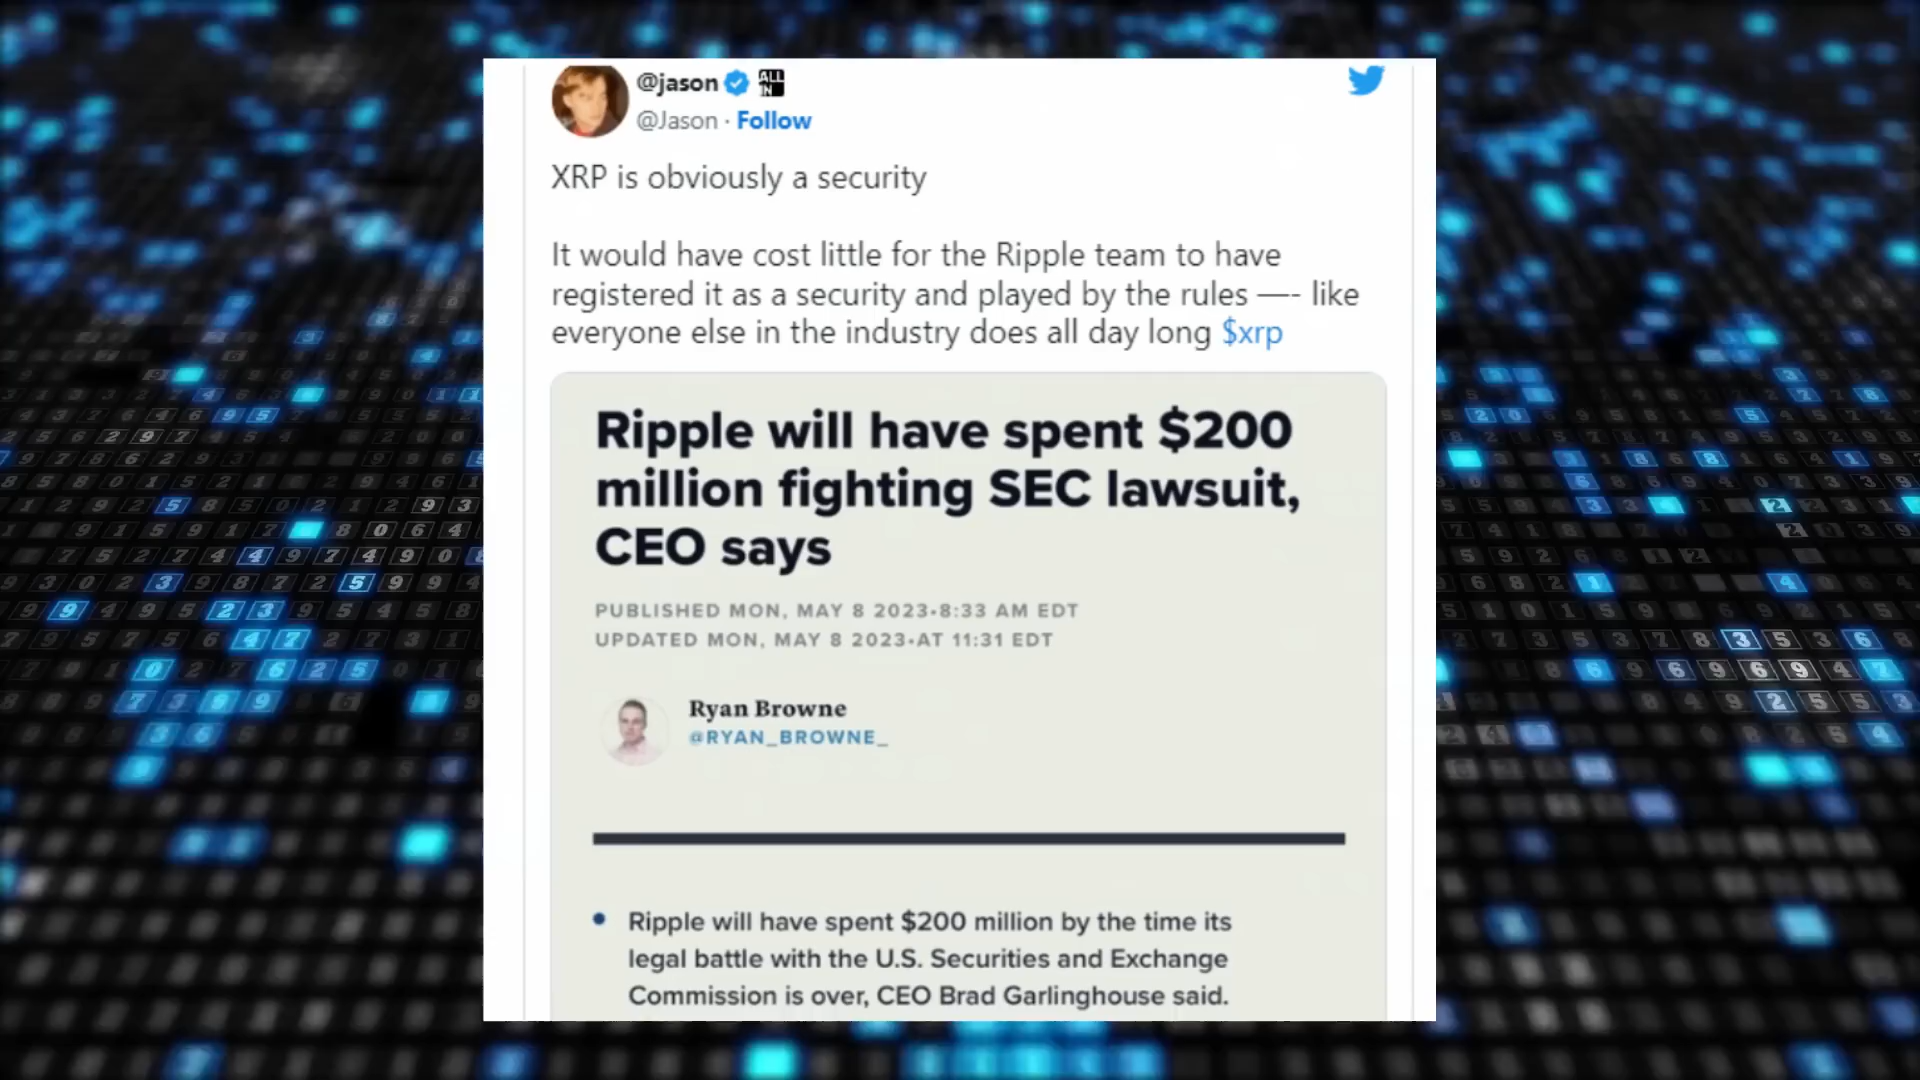 @jason ALL IN
@Jason · Follow
XRP is obviously a security
It would have cost little for the Ripple team to have
registered it as a security and played by the rules —-- like
everyone else in the industry does all day long $xrp
Ripple will have spent $200
million fighting SEC lawsuit,
CEO says
PUBLISHED MON, MAY 8 2023•8:33 AM EDT
UPDATED MON, MAY 8 2023•AT 11:31 EDT
Ryan Browne
@RYAN_BROWNE_
• Ripple will have spent $200 million by the time its
legal battle with the U.S. Securities and Exchange
Commission is over, CEO Brad Garlinghouse said.